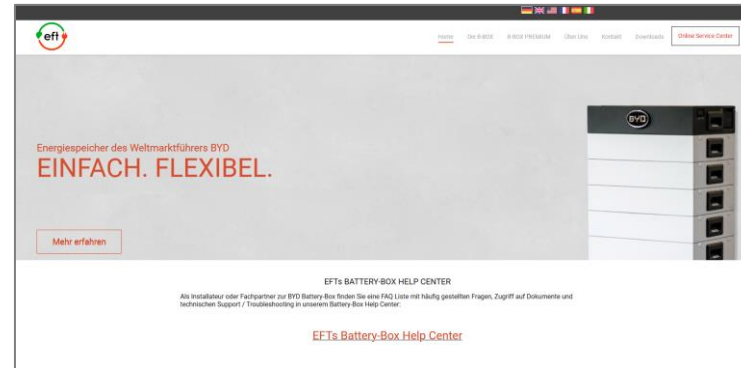 eft
Home Die B-BOX B-BOX PREMIUM Über Uns Kontakt Downloads Online Service Center
Energiespeicher des Weltmarktführers BYD
EINFACH. FLEXIBEL.
BYD
Mehr erfahren
EFTs BATTERY-BOX HELP CENTER
Als Installateur oder Fachpartner zur BYD Battery-Box finden Sie eine FAQ Liste mit häufig gestellten Fragen, Zugriff auf Dokumente und
technischen Support / Troubleshooting in unserem Battery-Box Help Center:
EFTs Battery-Box Help Center